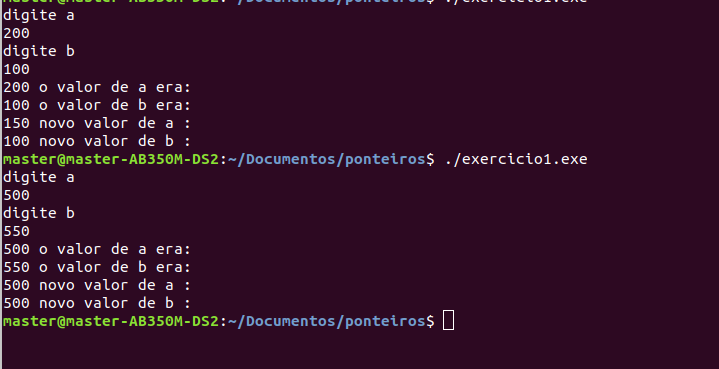 master@master-AB350M-DS2:~/Documentos/ponteiros$ ./exercicio1.exe
digite a
200
digite b
100
200 o valor de a era:
100 o valor de b era:
150 novo valor de a :
100 novo valor de b :
master@master-AB350M-DS2:~/Documentos/ponteiros$ ./exercicio1.exe
digite a
500
digite b
550
500 o valor de a era:
550 o valor de b era:
500 novo valor de a :
500 novo valor de b :
master@master-AB350M-DS2:~/Documentos/ponteiros$